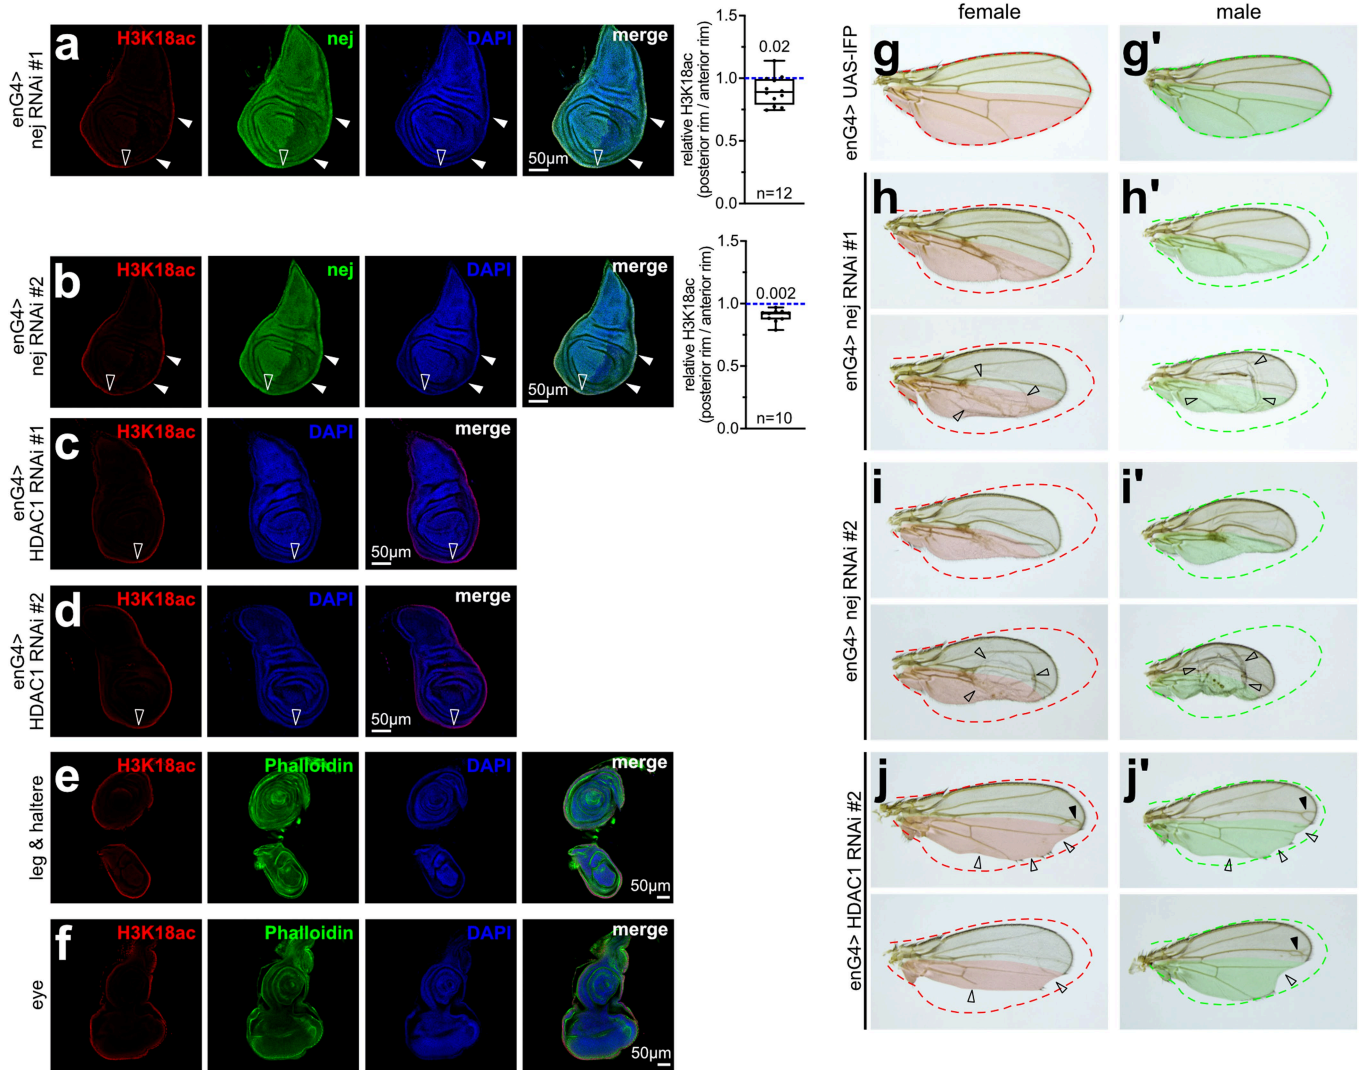 a
enG4>
nej RNAi #1
H3K18ac
nej
DAPI
merge
50μm
relative H3K18ac
(posterior rim / anterior rim)
1.5
1.0
0.5
0.0
0.02
n=12
b
enG4>
nej RNAi #2
H3K18ac
nej
DAPI
merge
50μm
relative H3K18ac
(posterior rim / anterior rim)
1.5
1.0
0.5
0.0
0.002
n=10
c
enG4>
HDAC1 RNAi #1
H3K18ac
DAPI
merge
50μm
d
enG4>
HDAC1 RNAi #2
H3K18ac
DAPI
merge
50μm
e
leg & haltere
H3K18ac
Phalloidin
DAPI
merge
50μm
f
eye
H3K18ac
Phalloidin
DAPI
merge
50μm
female
male
enG4> UAS-IFP
g
g'
enG4> nej RNAi #1
h
h'
enG4> nej RNAi #2
i
i'
enG4> HDAC1 RNAi #2
j
j'